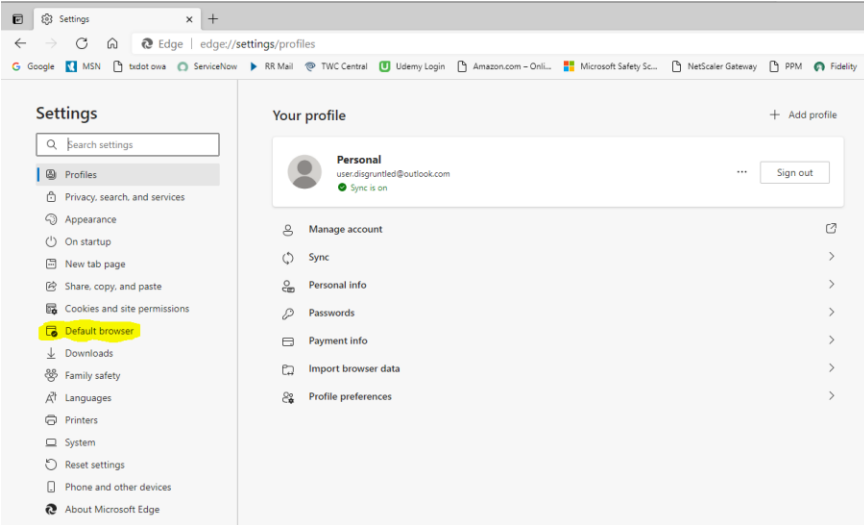 Settings
Edge | edge://settings/profiles
Google MSN txdot owa ServiceNow RR Mail TWC Central Udemy Login Amazon.com – Onli... Microsoft Safety Sc... NetScaler Gateway PPM Fidelity
Settings
Search settings
Profiles
Privacy, search, and services
Appearance
On startup
New tab page
Share, copy, and paste
Cookies and site permissions
Default browser
Downloads
Family safety
Languages
Printers
System
Reset settings
Phone and other devices
About Microsoft Edge
Your profile
Add profile
Personal
user.disgruntled@outlook.com
Sync is on
Sign out
Manage account
Sync
Personal info
Passwords
Payment info
Import browser data
Profile preferences